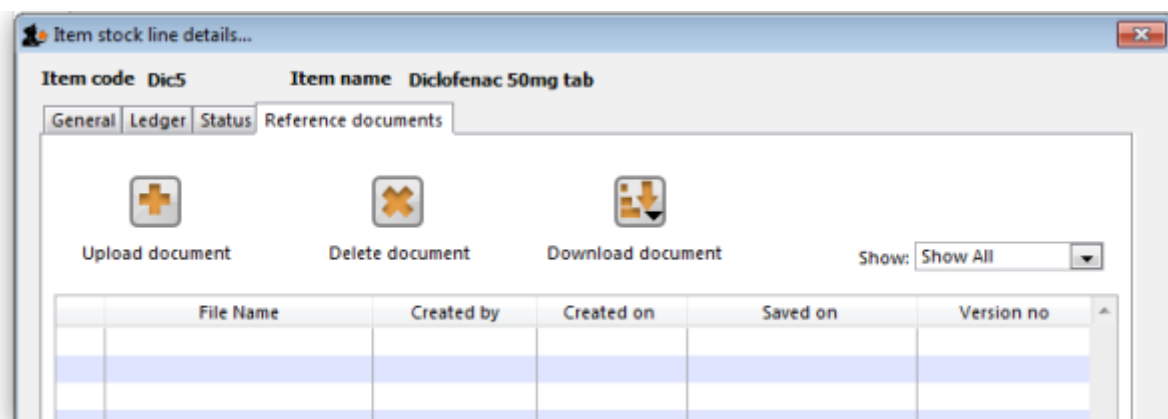 Item stock line details...
Item code Dic5 Item name Diclofenac 50mg tab
General Ledger Status Reference documents
Upload document Delete document Download document Show: Show All
File Name Created by Created on Saved on Version no